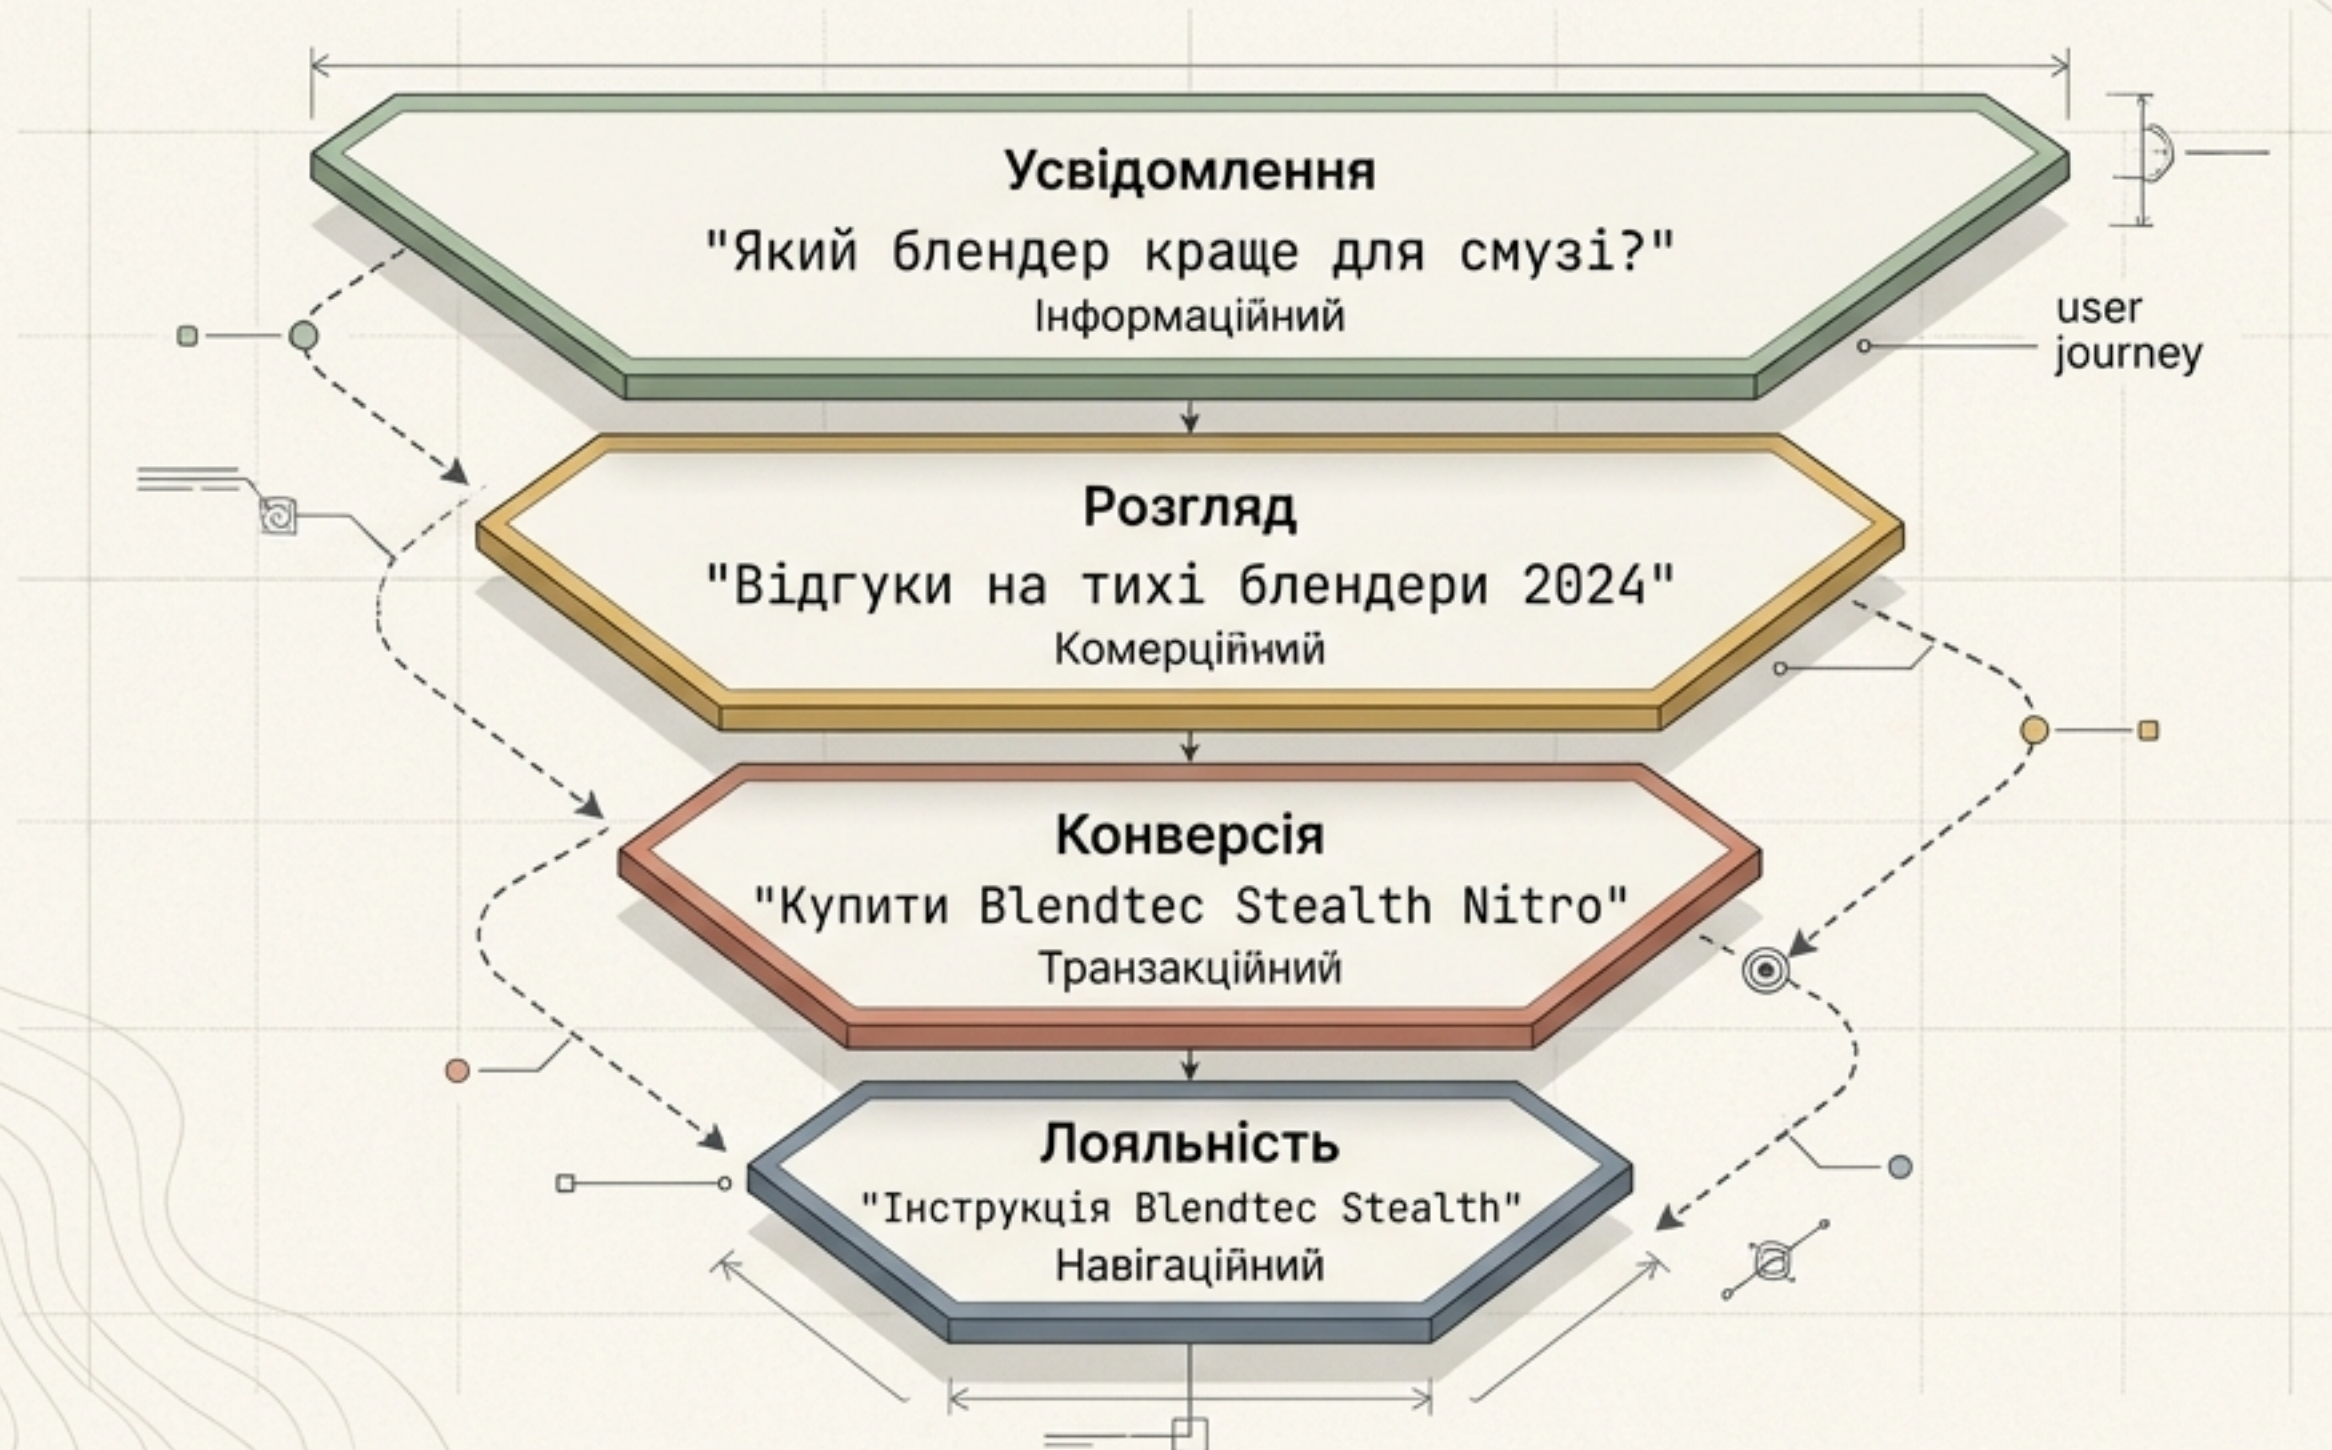 Усвідомлення
"Який блендер краще для смузі?"
Інформаційний
user
journey
Розгляд
"Відгуки на тихі блендери 2024"
Комерційний
Конверсія
"Купити Blendtec Stealth Nitro"
Транзакційний
Лояльність
"Інструкція Blendtec Stealth"
Навігаційний